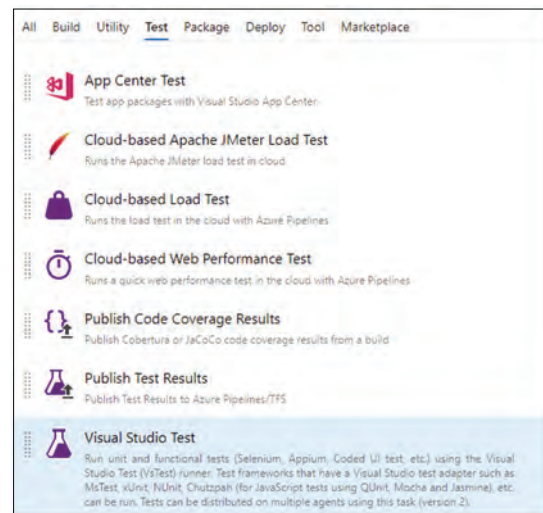 All Build Utility Test Package Deploy Tool Marketplace
App Center Test
Test app packages with Visual Studio App Center
Cloud-based Apache JMeter Load Test
Runs the Apache JMeter load test in cloud
Cloud-based Load Test
Runs the load test in the cloud with Azure Pipelines
Cloud-based Web Performance Test
Runs a quick web performance test in the cloud with Azure Pipelines
Publish Code Coverage Results
Publish Cobertura or JaCoCo code coverage results from a build
Publish Test Results
Publish Test Results to Azure Pipelines/TFS
Visual Studio Test
Run unit and functional tests (Selenium, Appium, Coded UI test, etc.) using the Visual
Studio Test (VsTest) runner. Test frameworks that have a Visual Studio test adapter such as
MsTest, xUnit, NUnit, Chutzpah (for JavaScript tests using QUnit, Mocha and Jasmine), etc.
can be run. Tests can be distributed on multiple agents using this task (version 2).